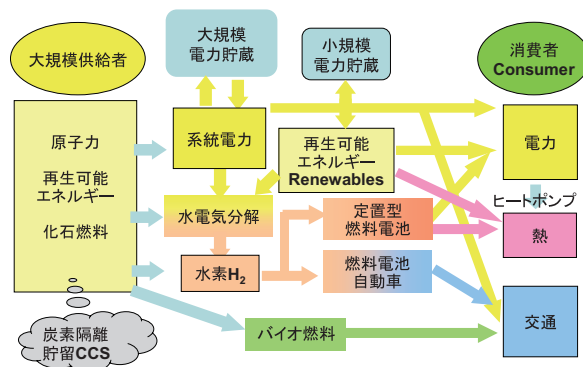 大規模供給者
大規模
電力貯蔵
小規模
電力貯蔵
消費者
Consumer
原子力
再生可能
エネルギー
化石燃料
系統電力
再生可能
エネルギー
Renewables
電力
水電気分解
定置型
燃料電池
ヒートポンプ
熱
水素H₂
燃料電池
自動車
交通
バイオ燃料
炭素隔離
貯留CCS